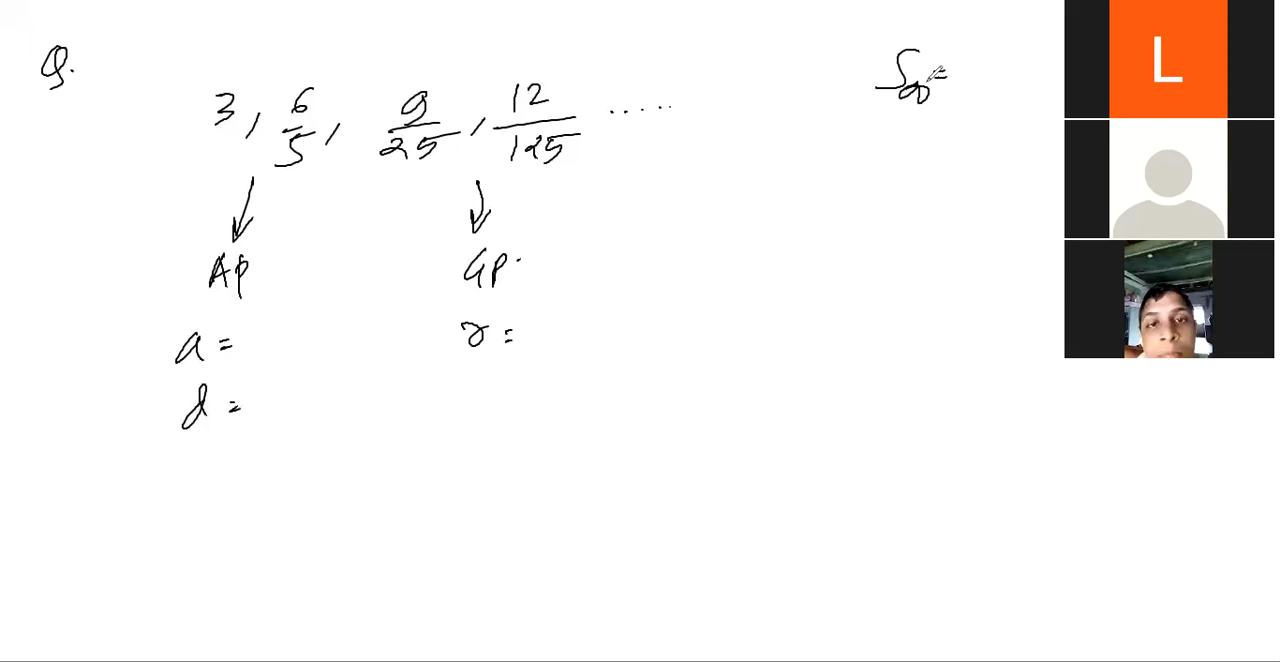 Q.
3, 6/5, 9/25, 12/125 ..... S∞ =
AP GP.
a = r =
d =
L